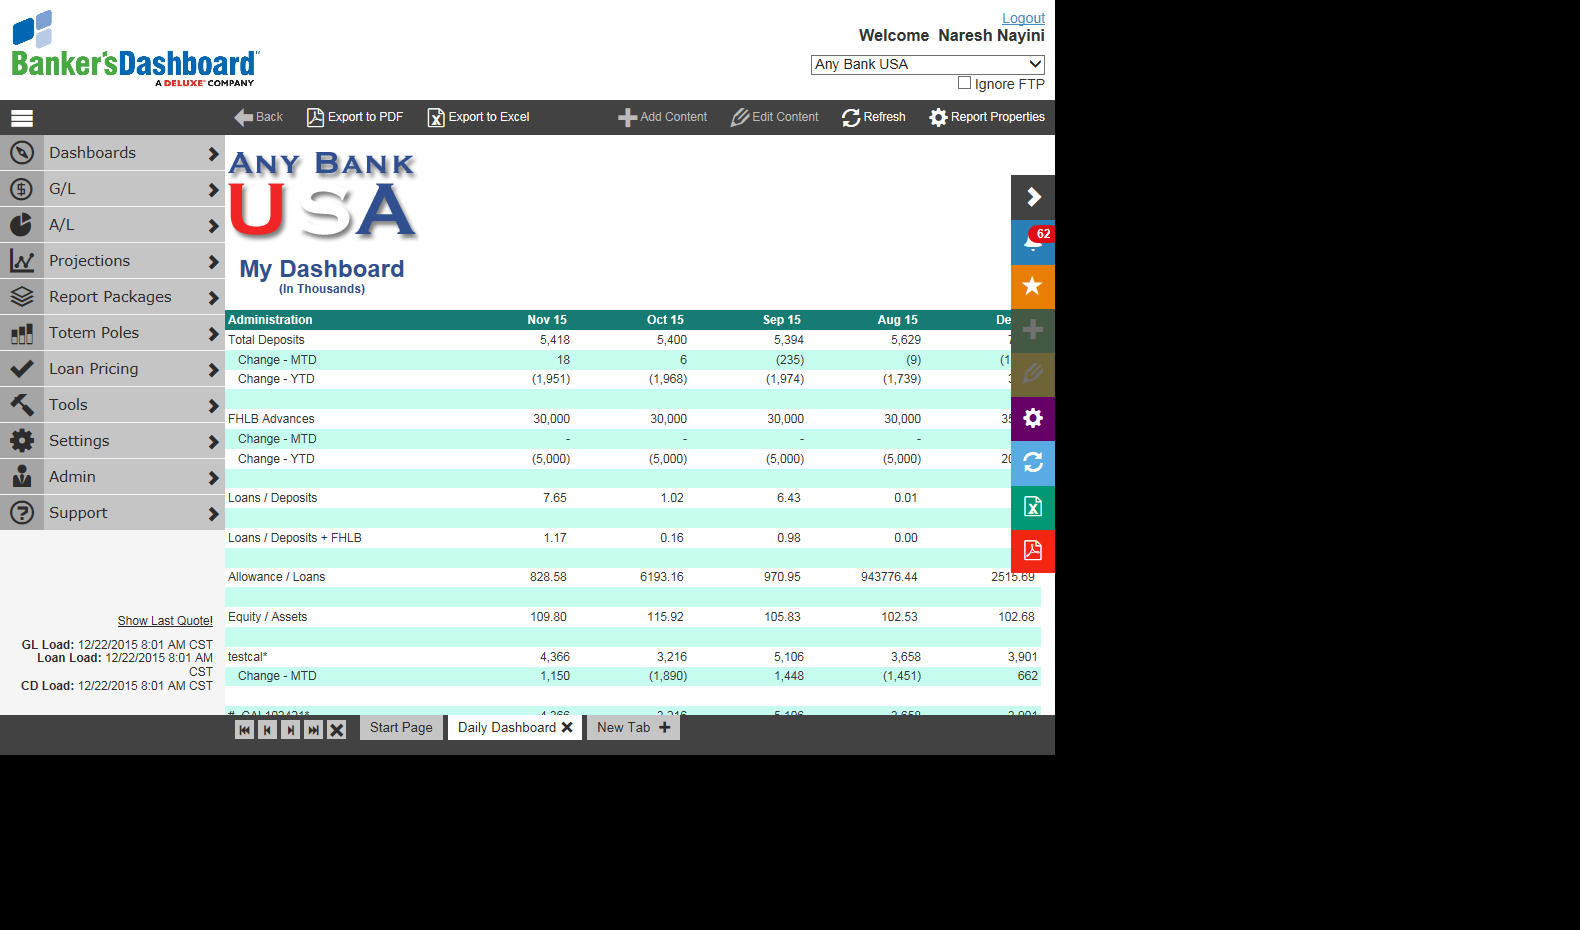 Logout
Banker'sDashboard
A DELUXE COMPANY
Welcome Naresh Nayini
Any Bank USA
Ignore FTP
Back Export to PDF Export to Excel Add Content Edit Content Refresh Report Properties
Dashboards
G/L
A/L
Projections
Report Packages
Totem Poles
Loan Pricing
Tools
Settings
Admin
Support
Show Last Quote!
GL Load: 12/22/2015 8:01 AM CST
Loan Load: 12/22/2015 8:01 AM
CST
CD Load: 12/22/2015 8:01 AM CST
ANY BANK
USA
My Dashboard
(In Thousands)
62
Administration Nov 15 Oct 15 Sep 15 Aug 15 De
Total Deposits 5,418 5,400 5,394 5,629
Change - MTD 18 6 (235) (9) (1
Change - YTD (1,951) (1,968) (1,974) (1,739)
FHLB Advances 30,000 30,000 30,000 30,000
Change - MTD - - - -
Change - YTD (5,000) (5,000) (5,000) (5,000) 20
Loans / Deposits 7.65 1.02 6.43 0.01
Loans / Deposits + FHLB 1.17 0.16 0.98 0.00
Allowance / Loans 828.58 6193.16 970.95 943776.44 2515.69
Equity / Assets 109.80 115.92 105.83 102.53 102.68
testcal* 4,366 3,216 5,106 3,658 3,901
Change - MTD 1,150 (1,890) 1,448 (1,451) 662
4,366 3,216 5,106 3,658 3,901
Start Page Daily Dashboard New Tab